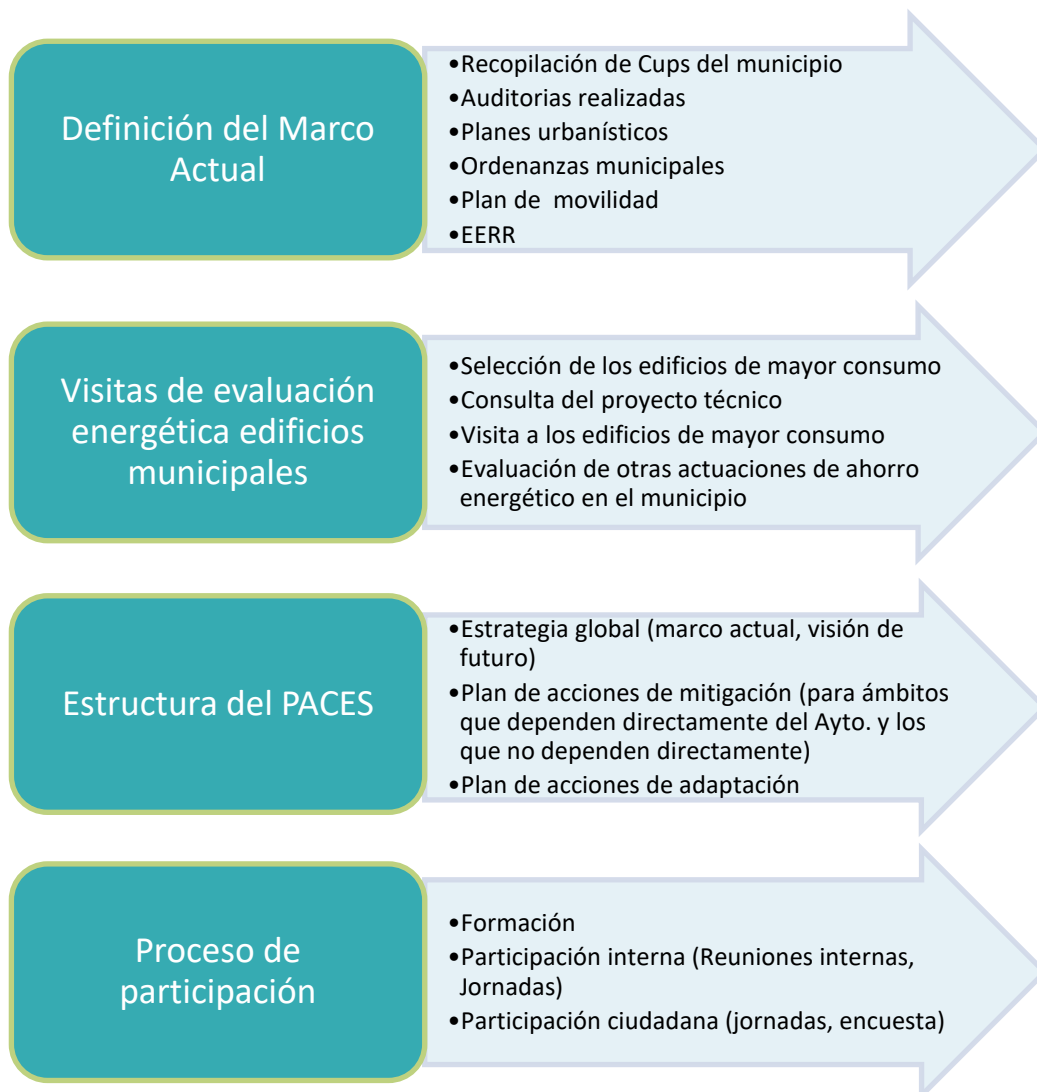 Definición del Marco
Actual
•Recopilación de Cups del municipio
•Auditorias realizadas
•Planes urbanísticos
•Ordenanzas municipales
•Plan de  movilidad
•EERR
Visitas de evaluación
energética edificios
municipales
•Selección de los edificios de mayor consumo
•Consulta del proyecto técnico
•Visita a los edificios de mayor consumo
•Evaluación de otras actuaciones de ahorro
energético en el municipio
Estructura del PACES
•Estrategia global (marco actual, visión de
futuro)
•Plan de acciones de mitigación (para ámbitos
que dependen directamente del Ayto. y los
que no dependen directamente)
•Plan de acciones de adaptación
Proceso de
participación
•Formación
•Participación interna (Reuniones internas,
Jornadas)
•Participación ciudadana (jornadas, encuesta)